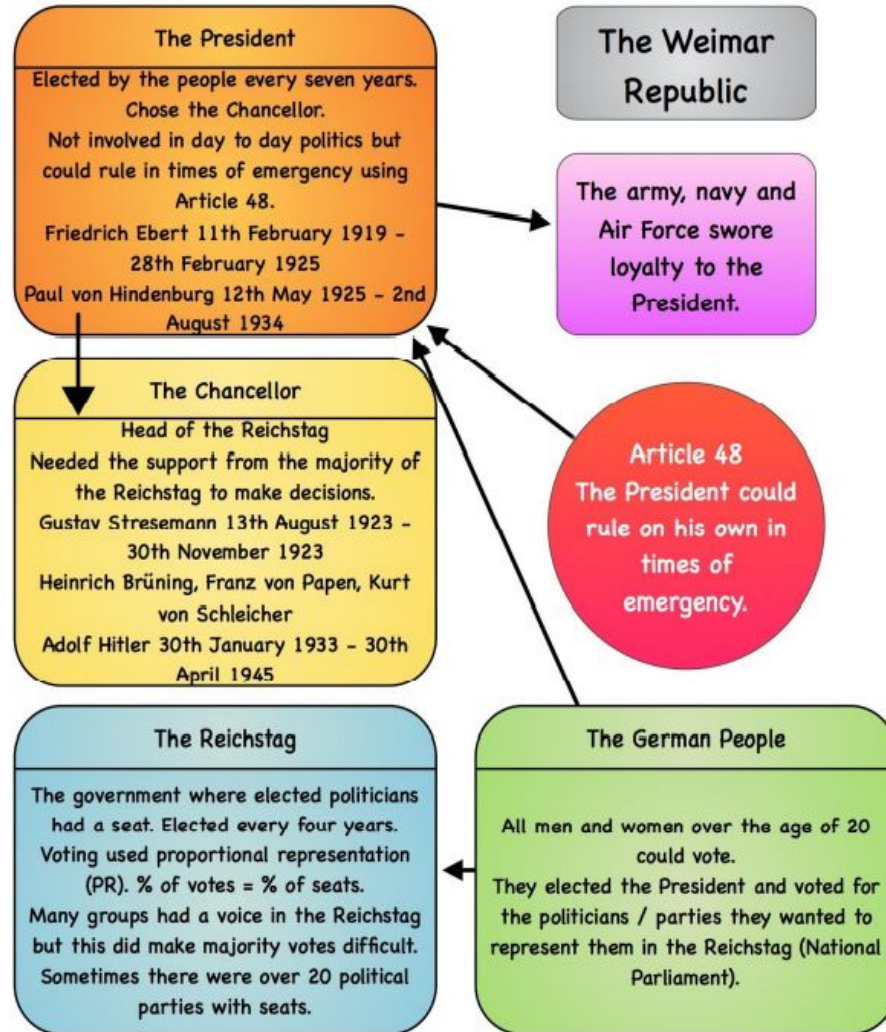 The President
Elected by the people every seven years.
Chose the Chancellor.
Not involved in day to day politics but
could rule in times of emergency using
Article 48.
Friedrich Ebert 11th February 1919 -
28th February 1925
Paul von Hindenburg 12th May 1925 - 2nd
August 1934
The Weimar
Republic
The army, navy and
Air Force swore
loyalty to the
President.
The Chancellor
Head of the Reichstag
Needed the support from the majority of
the Reichstag to make decisions.
Gustav Stresemann 13th August 1923 -
30th November 1923
Heinrich Brüning, Franz von Papen, Kurt
von Schleicher
Adolf Hitler 30th January 1933 - 30th
April 1945
Article 48
The President could
rule on his own in
times of
emergency.
The Reichstag
The government where elected politicians
had a seat. Elected every four years.
Voting used proportional representation
(PR). % of votes = % of seats.
Many groups had a voice in the Reichstag
but this did make majority votes difficult.
Sometimes there were over 20 political
parties with seats.
The German People
All men and women over the age of 20
could vote.
They elected the President and voted for
the politicians / parties they wanted to
represent them in the Reichstag (National
Parliament).